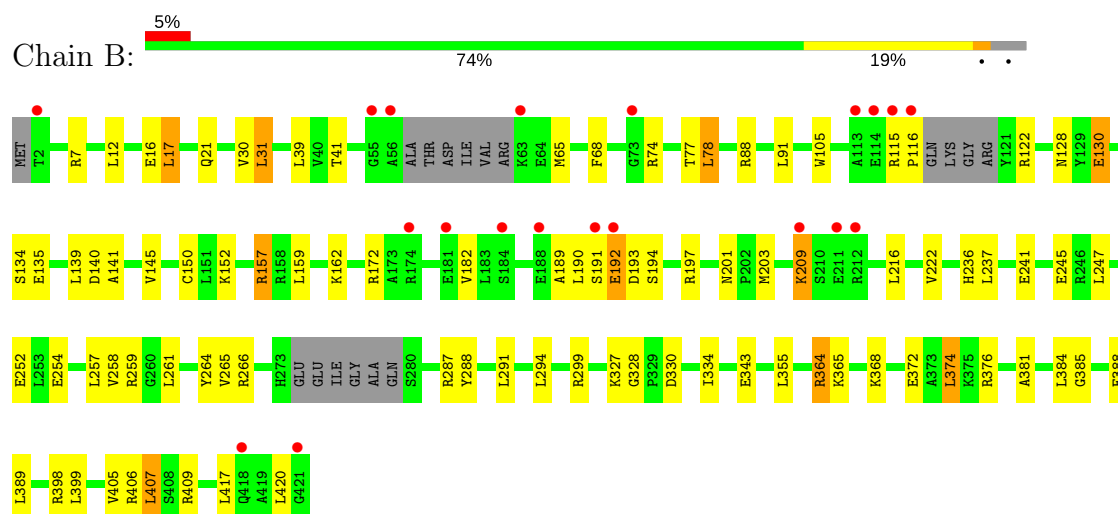 5%
Chain B:
74% 19% • •
MET T2 R7 L12 E16 L17 Q21 V30 L31 L39 V40 T41 G55 A56 ALA THR ASP ILE VAL ARG K63 E64 M65 F68 G73 R74 T77 L78 R88 L91 W105 A113 E114 R115 P116 GLN LYS GLY ARG Y121 R122 N128 Y129 E130
S134 E135 L139 D140 A141 V145 C150 L151 K152 R157 R158 L159 K162 R172 A173 R174 E181 V182 L183 S184 E188 A189 L190 S191 E192 D193 S194 R197 N201 P202 M203 K209 S210 E211 R212 L216 V222 H236 L237 E241 E245 R246 L247
E252 L253 E254 L257 V258 R259 G260 L261 Y264 V265 R266 H273 GLU GLU ILE GLY ALA GLN S280 R287 Y288 L291 L294 R299 K327 G328 P329 D330 I334 E343 L355 R364 K365 K368 E372 A373 L374 K375 R376 A381 L384 G385
L389 R398 L399 V405 R406 L407 S408 R409 L417 Q418 A419 L420 G421